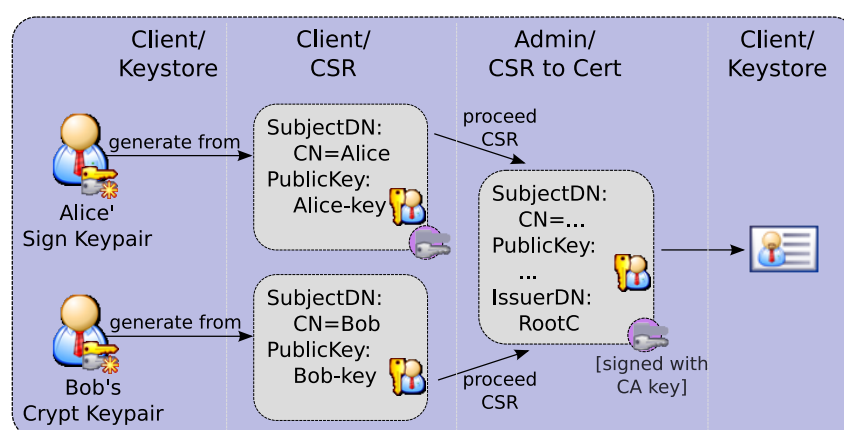 Client/
Keystore
Client/
CSR
Admin/
CSR to Cert
Client/
Keystore
generate from
Alice'
Sign Keypair
SubjectDN:
CN=Alice
PublicKey:
Alice-key
proceed
CSR
generate from
Bob's
Crypt Keypair
SubjectDN:
CN=Bob
PublicKey:
Bob-key
proceed
CSR
SubjectDN:
CN=...
PublicKey:
...
IssuerDN:
RootC
[signed with
CA key]